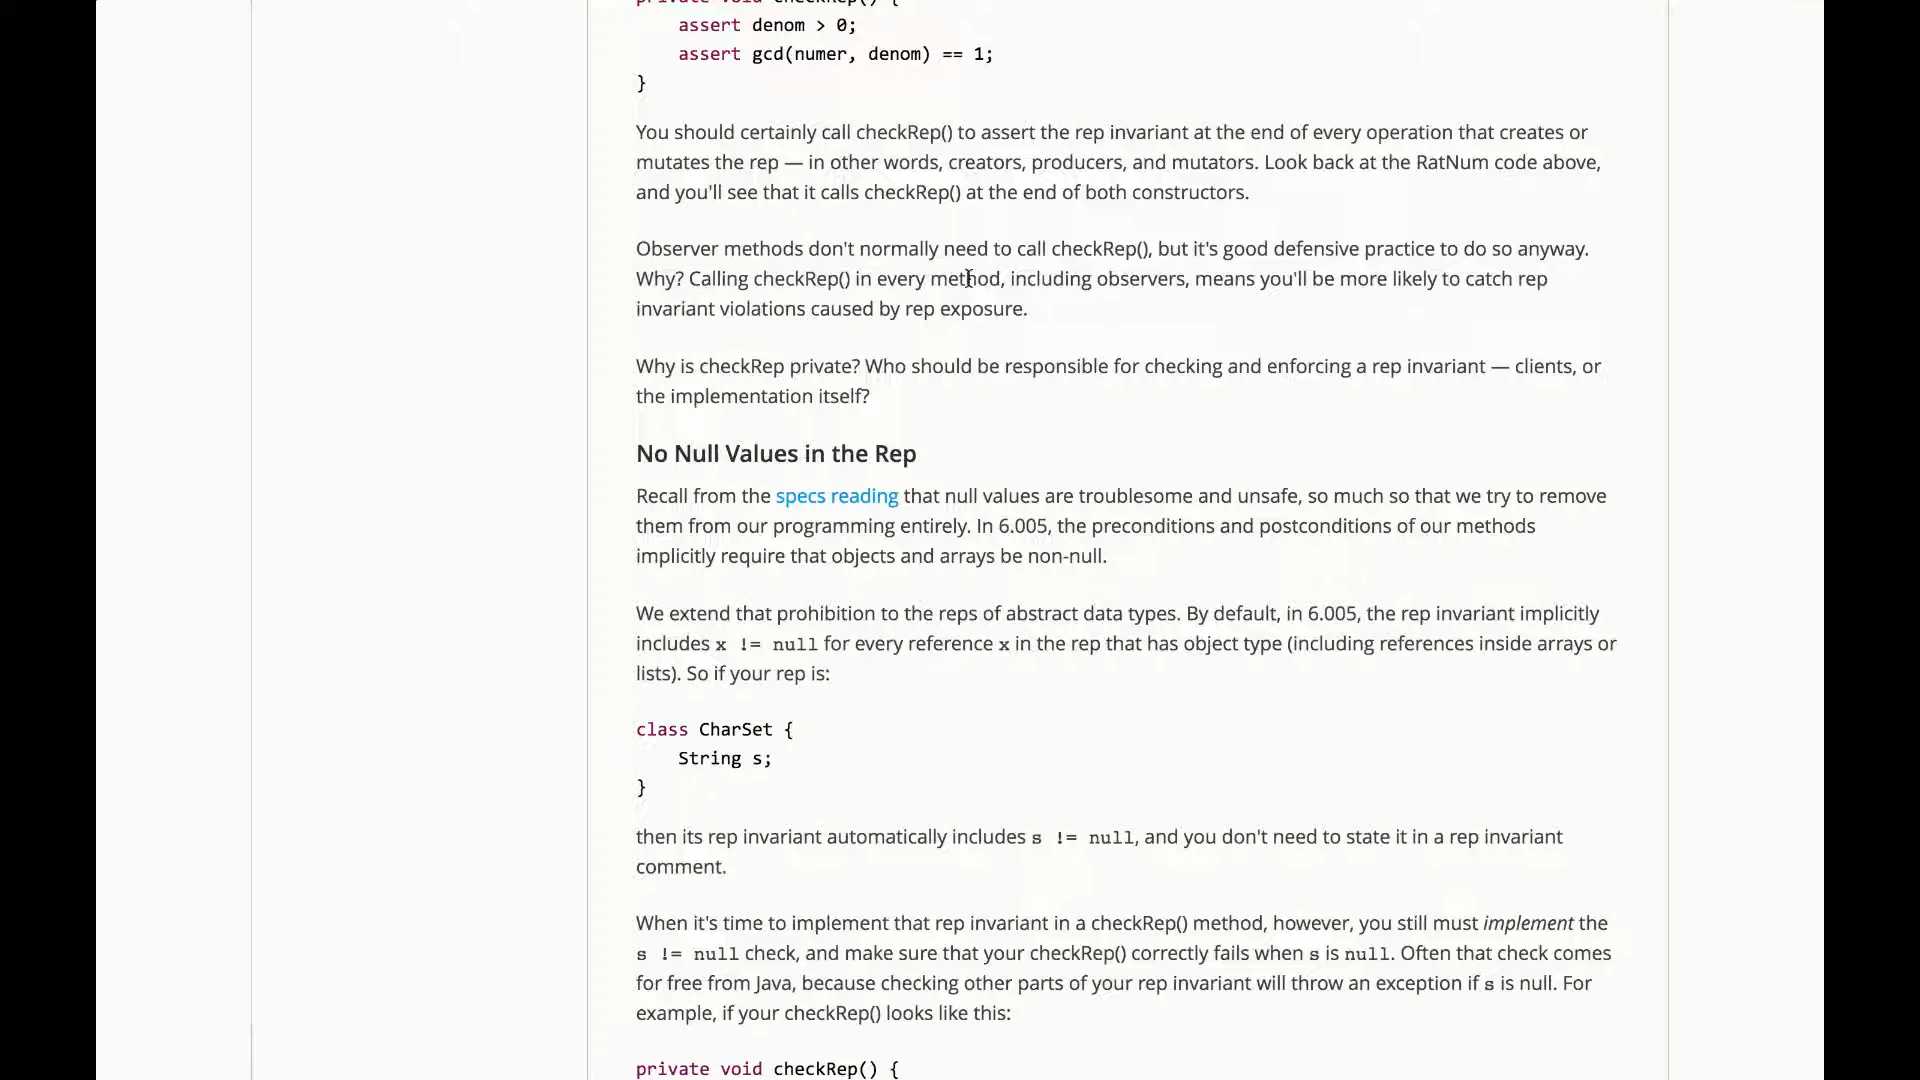 private void checkRep() {
    assert denom > 0;
    assert gcd(numer, denom) == 1;
}
You should certainly call checkRep() to assert the rep invariant at the end of every operation that creates or
mutates the rep — in other words, creators, producers, and mutators. Look back at the RatNum code above,
and you'll see that it calls checkRep() at the end of both constructors.
Observer methods don't normally need to call checkRep(), but it's good defensive practice to do so anyway.
Why? Calling checkRep() in every method, including observers, means you'll be more likely to catch rep
invariant violations caused by rep exposure.
Why is checkRep private? Who should be responsible for checking and enforcing a rep invariant — clients, or
the implementation itself?
No Null Values in the Rep
Recall from the specs reading that null values are troublesome and unsafe, so much so that we try to remove
them from our programming entirely. In 6.005, the preconditions and postconditions of our methods
implicitly require that objects and arrays be non-null.
We extend that prohibition to the reps of abstract data types. By default, in 6.005, the rep invariant implicitly
includes x != null for every reference x in the rep that has object type (including references inside arrays or
lists). So if your rep is:
class CharSet {
    String s;
}
then its rep invariant automatically includes s != null, and you don't need to state it in a rep invariant
comment.
When it's time to implement that rep invariant in a checkRep() method, however, you still must implement the
s != null check, and make sure that your checkRep() correctly fails when s is null. Often that check comes
for free from Java, because checking other parts of your rep invariant will throw an exception if s is null. For
example, if your checkRep() looks like this:
private void checkRep() {